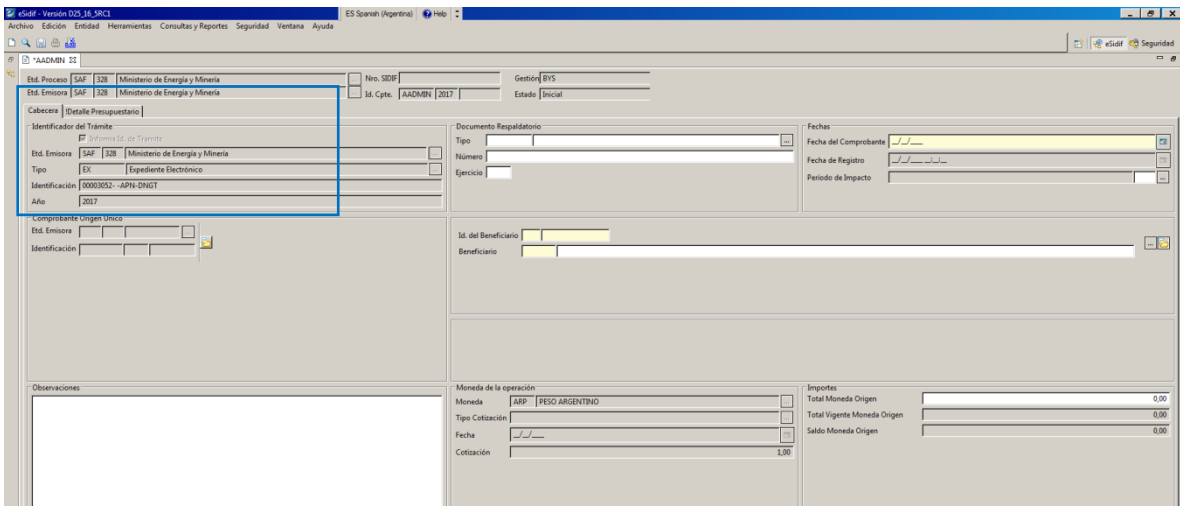 eSidif - Versión D25_16_5RC1 ES Spanish (Argentina) Help
Archivo Edición Entidad Herramientas Consultas y Reportes Seguridad Ventana Ayuda
eSidif Seguridad
*AADMIN
Etd. Proceso SAF 328 Ministerio de Energía y Minería ... Nro. SIDIF Gestión BYS
Etd. Emisora SAF 328 Ministerio de Energía y Minería ... Id. Cpte. AADMIN 2017 Estado Inicial
Cabecera !Detalle Presupuestario
Identificador del Trámite
Informa Id. de Tramite
Etd. Emisora SAF 328 Ministerio de Energía y Minería ...
Tipo EX Expediente Electrónico ...
Identificación 00003052- -APN-DNGT
Año 2017
Documento Respaldatorio
Tipo ...
Número
Ejercicio
Fechas
Fecha del Comprobante _/_/___
Fecha de Registro _/_/___ _:_:_
Período de Impacto ...
Comprobante Origen Único
Etd. Emisora ...
Identificación
Id. del Beneficiario
Beneficiario ...
Observaciones
Moneda de la operación
Moneda ARP PESO ARGENTINO ...
Tipo Cotización ...
Fecha _/_/___
Cotización 1,00
Importes
Total Moneda Origen 0,00
Total Vigente Moneda Origen 0,00
Saldo Moneda Origen 0,00